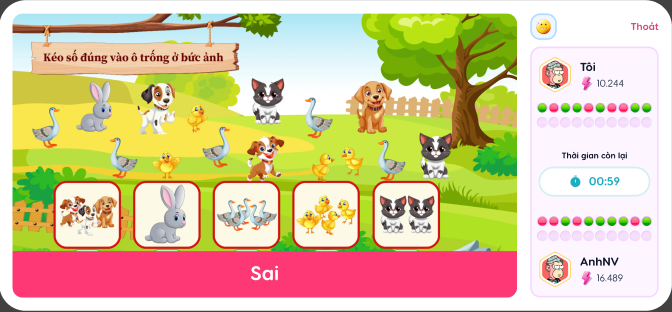 Kéo số đúng vào ô trống ở bức ảnh
Sai
Thoát
Tôi
10.244
Thời gian còn lại
00:59
AnhNV
16.489